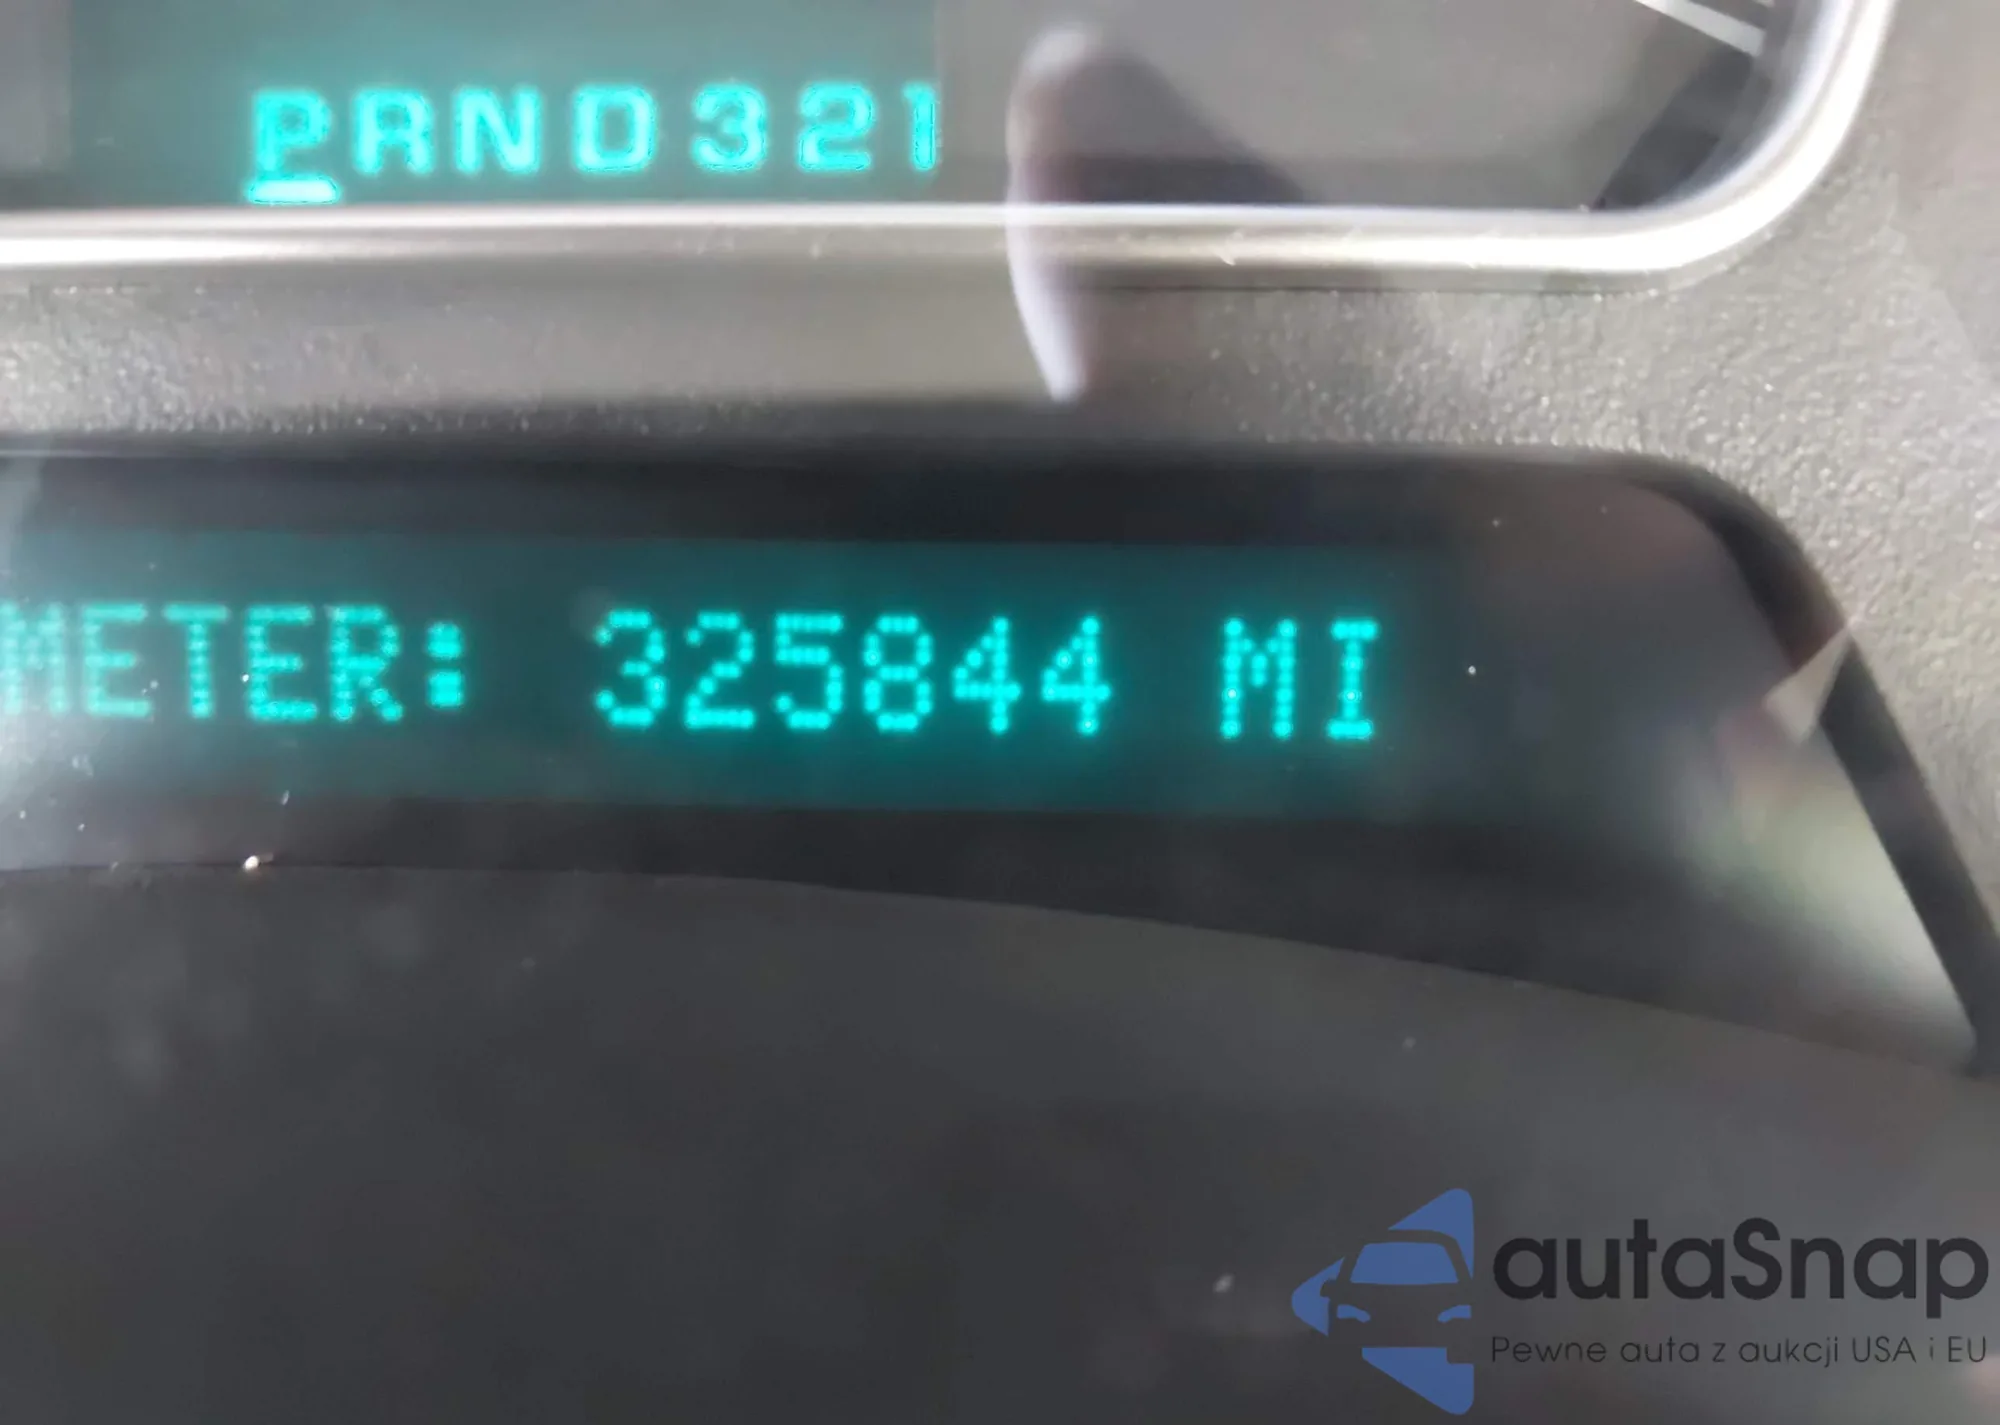 PRND321
METER: 325844 MI
autaSnap
Pewne auta z aukcji USA i EU